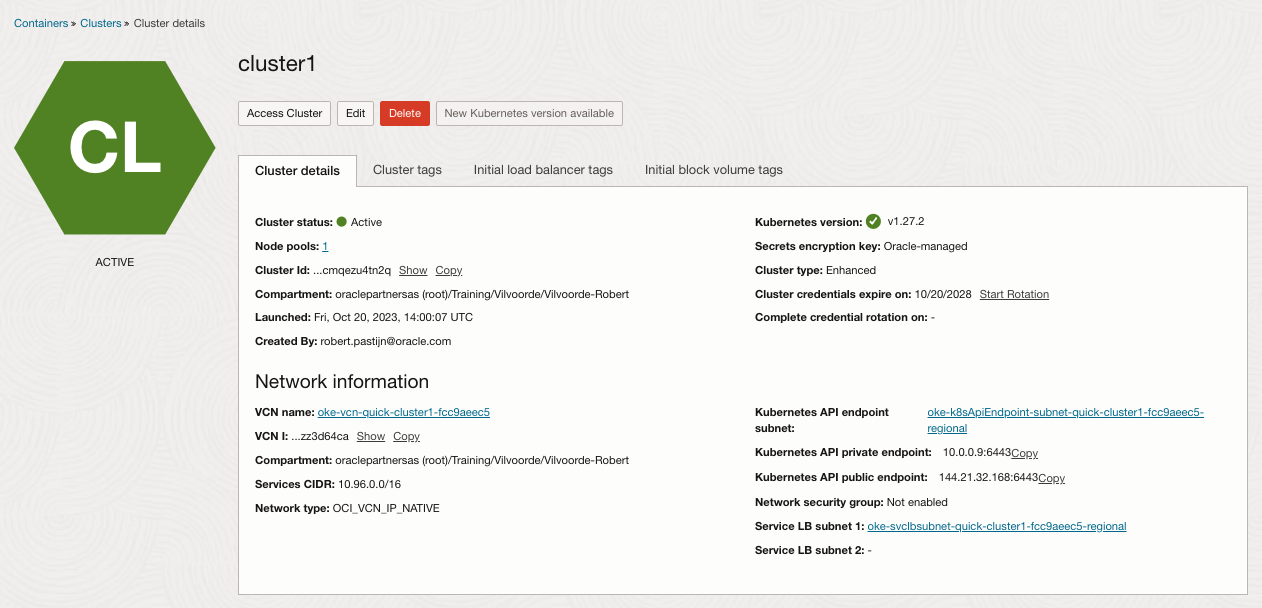 Containers » Clusters » Cluster details
CL
ACTIVE
cluster1
Access Cluster Edit Delete New Kubernetes version available
Cluster details Cluster tags Initial load balancer tags Initial block volume tags
Cluster status: Active
Node pools: 1
Cluster Id: ...cmqezu4tn2q Show Copy
Compartment: oraclepartnersas (root)/Training/Vilvoorde/Vilvoorde-Robert
Launched: Fri, Oct 20, 2023, 14:00:07 UTC
Created By: robert.pastijn@oracle.com
Kubernetes version: v1.27.2
Secrets encryption key: Oracle-managed
Cluster type: Enhanced
Cluster credentials expire on: 10/20/2028 Start Rotation
Complete credential rotation on: -
Network information
VCN name: oke-vcn-quick-cluster1-fcc9aeec5
VCN I: ...zz3d64ca Show Copy
Compartment: oraclepartnersas (root)/Training/Vilvoorde/Vilvoorde-Robert
Services CIDR: 10.96.0.0/16
Network type: OCI_VCN_IP_NATIVE
Kubernetes API endpoint subnet: oke-k8sApiEndpoint-subnet-quick-cluster1-fcc9aeec5-
regional
Kubernetes API private endpoint: 10.0.0.9:6443Copy
Kubernetes API public endpoint: 144.21.32.168:6443Copy
Network security group: Not enabled
Service LB subnet 1: oke-svclbsubnet-quick-cluster1-fcc9aeec5-regional
Service LB subnet 2: -